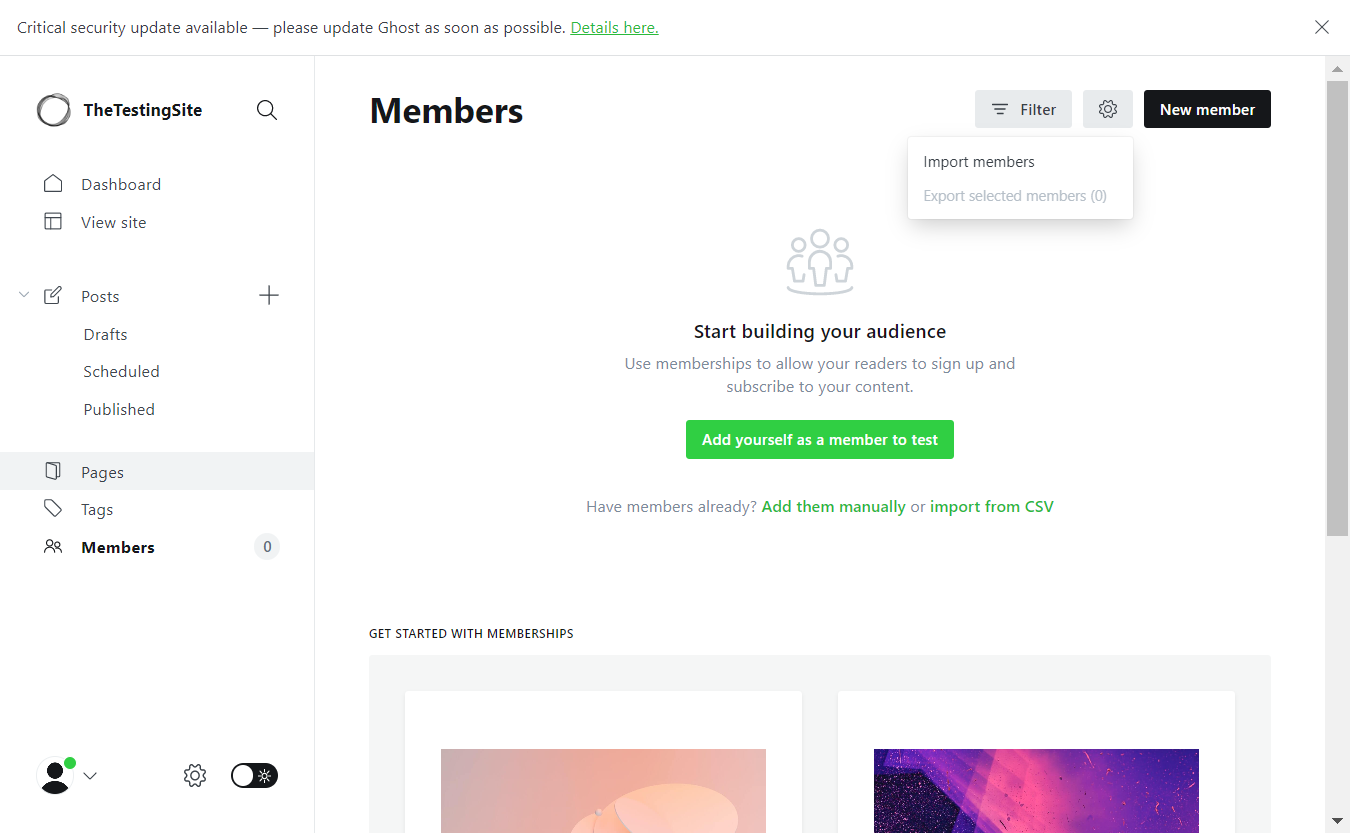 Critical security update available — please update Ghost as soon as possible. Details here.
TheTestingSite
Dashboard
View site
Posts
Drafts
Scheduled
Published
Pages
Tags
Members 0
Members
Filter
New member
Import members
Export selected members (0)
Start building your audience
Use memberships to allow your readers to sign up and
subscribe to your content.
Add yourself as a member to test
Have members already? Add them manually or import from CSV
GET STARTED WITH MEMBERSHIPS